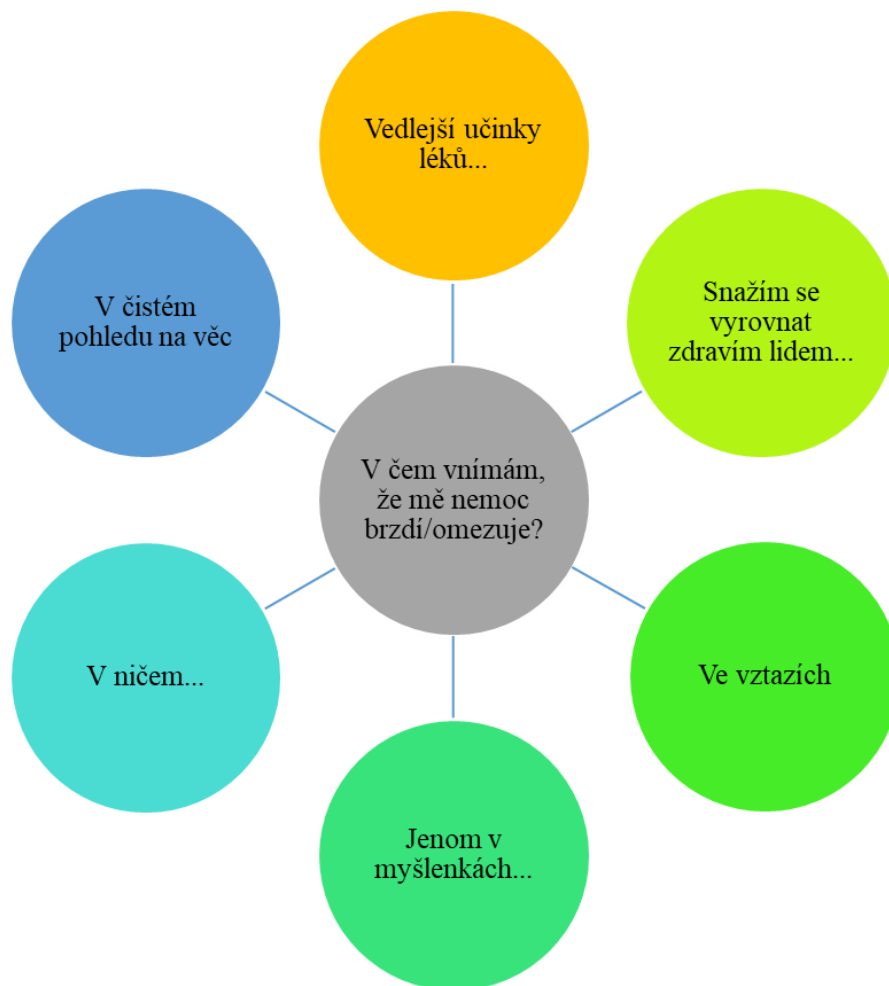 Vedlejší učinky
léků...
Snažím se
vyrovnat
zdravím lidem...
V čistém
pohledu na věc
V čem vnímám,
že mě nemoc
brzdí/omezuje?
V ničem...
Ve vztazích
Jenom v
myšlenkách...